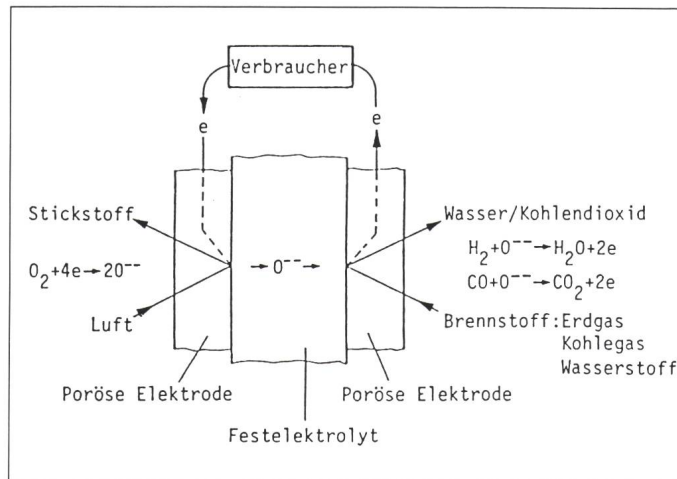 Verbraucher
e
e
Stickstoff
Wasser/Kohlendioxid
H₂+O⁻⁻→H₂O+2e
O₂+4e→2O⁻⁻
→O⁻⁻→
CO+O⁻⁻→CO₂+2e
Luft
Brennstoff:Erdgas
Kohlegas
Wasserstoff
Poröse Elektrode
Poröse Elektrode
Festelektrolyt